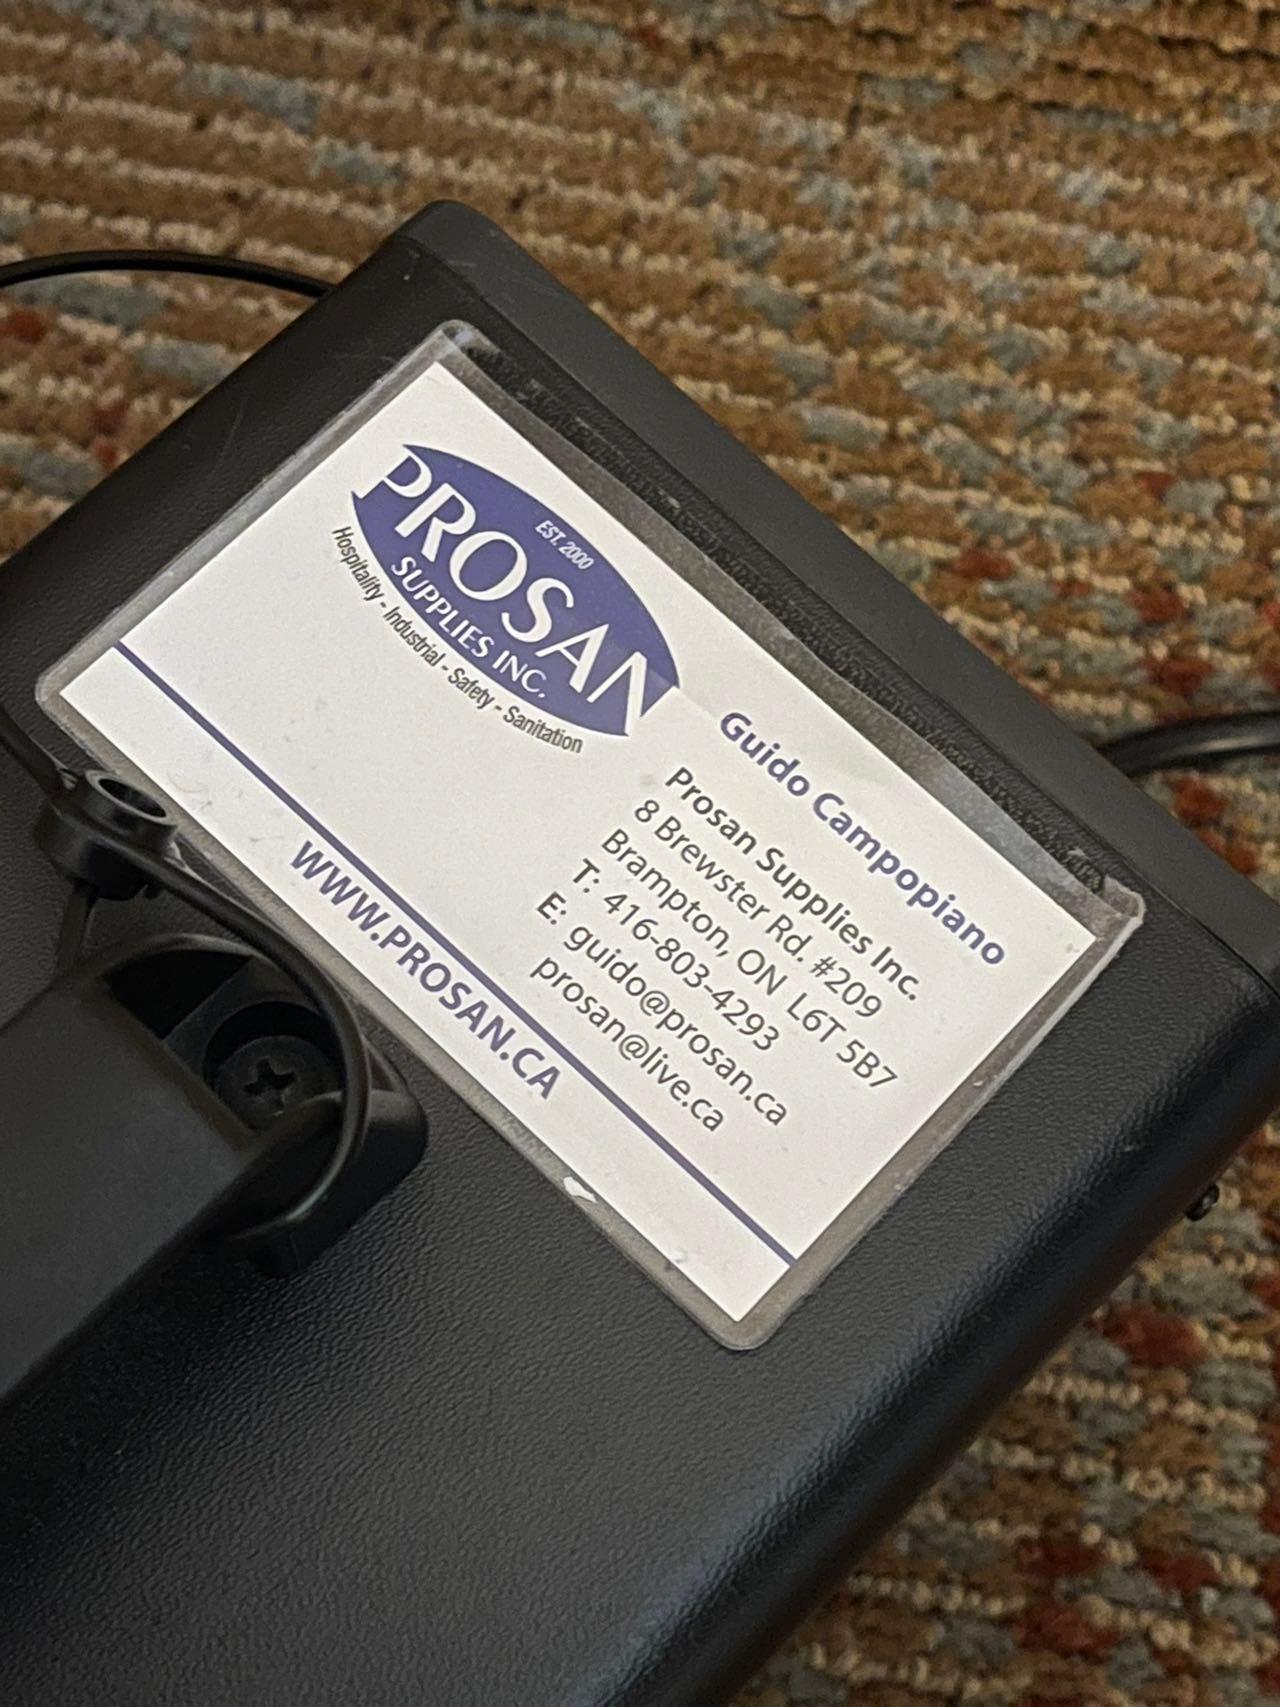 EST. 2000
PROSAN
SUPPLIES INC.
Hospitality - Industrial - Safety - Sanitation
Guido Campopiano
Prosan Supplies Inc.
8 Brewster Rd. #209
Brampton, ON L6T 5B7
T: 416-803-4293
E: guido@prosan.ca
prosan@live.ca
WWW.PROSAN.CA